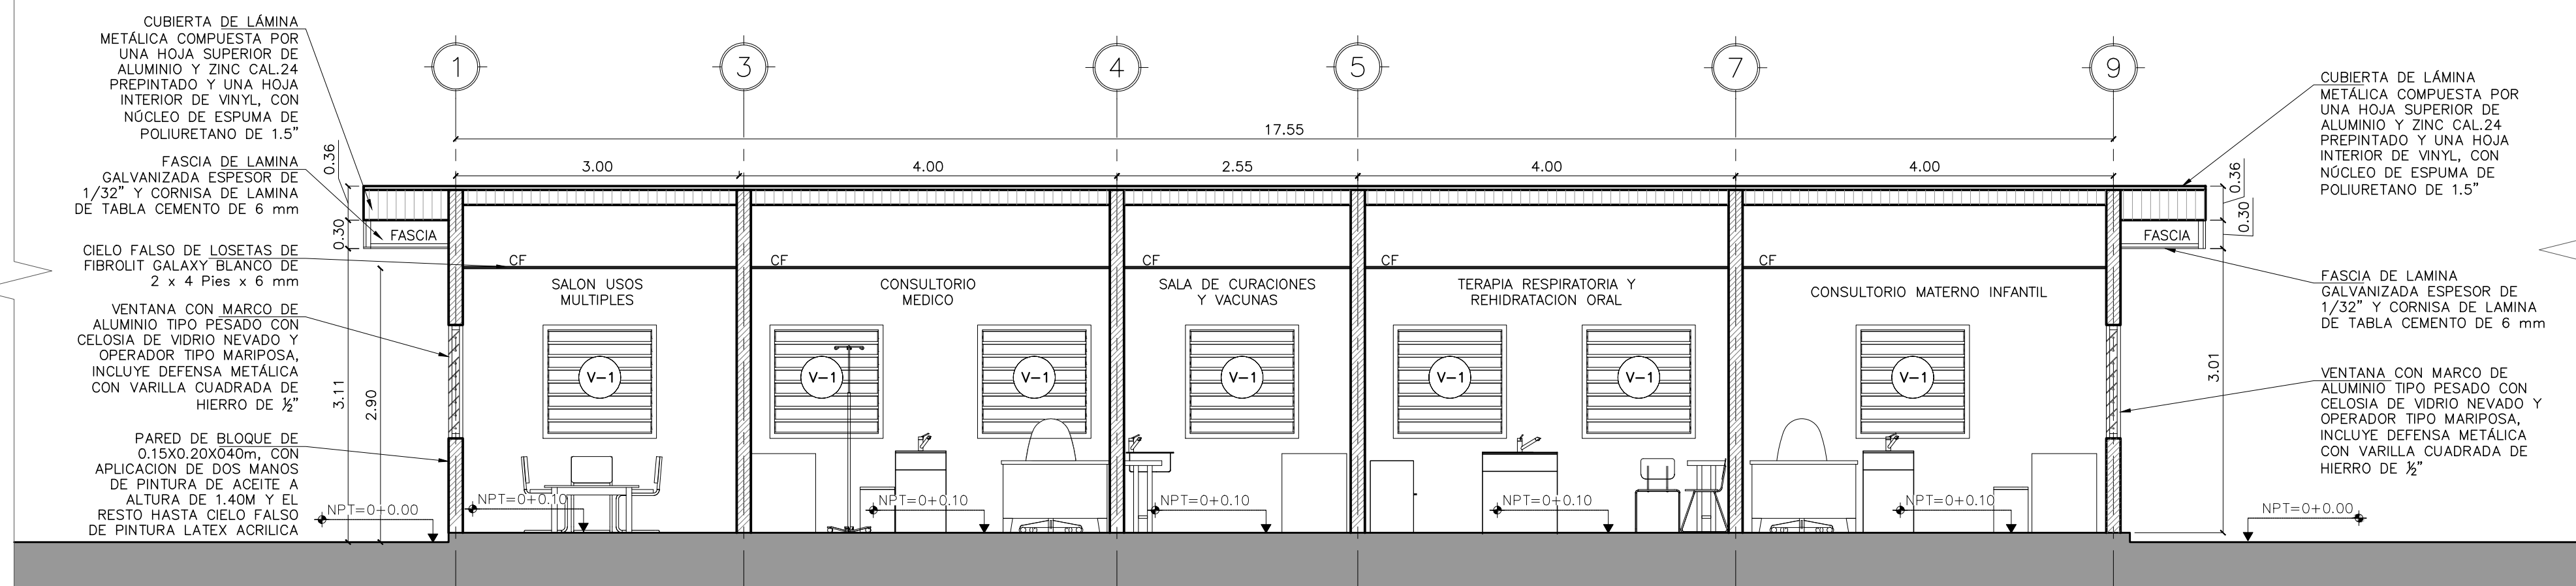 CUBIERTA DE LÁMINA
METÁLICA COMPUESTA POR
UNA HOJA SUPERIOR DE
ALUMINIO Y ZINC CAL.24
PREPINTADO Y UNA HOJA
INTERIOR DE VINYL, CON
NÚCLEO DE ESPUMA DE
POLIURETANO DE 1.5”
FASCIA DE LAMINA
GALVANIZADA ESPESOR DE
1/32” Y CORNISA DE LAMINA
DE TABLA CEMENTO DE 6 mm
CIELO FALSO DE LOSETAS DE
FIBROLIT GALAXY BLANCO DE
2 x 4 Pies x 6 mm
VENTANA CON MARCO DE
ALUMINIO TIPO PESADO CON
CELOSIA DE VIDRIO NEVADO Y
OPERADOR TIPO MARIPOSA,
INCLUYE DEFENSA METÁLICA
CON VARILLA CUADRADA DE
HIERRO DE ½”
PARED DE BLOQUE DE
0.15X0.20X040m, CON
APLICACION DE DOS MANOS
DE PINTURA DE ACEITE A
ALTURA DE 1.40M Y EL
RESTO HASTA CIELO FALSO
DE PINTURA LATEX ACRILICA
0.36
0.30
3.11
2.90
NPT=0+0.00
1 3 4 5 7 9
17.55
3.00 4.00 2.55 4.00 4.00
FASCIA
CF CF CF CF CF
SALON USOS
MULTIPLES
CONSULTORIO
MEDICO
SALA DE CURACIONES
Y VACUNAS
TERAPIA RESPIRATORIA Y
REHIDRATACION ORAL
CONSULTORIO MATERNO INFANTIL
V-1 V-1 V-1 V-1 V-1 V-1 V-1
NPT=0+0.10 NPT=0+0.10 NPT=0+0.10 NPT=0+0.10 NPT=0+0.10
FASCIA
0.36
0.30
3.01
NPT=0+0.00
CUBIERTA DE LÁMINA
METÁLICA COMPUESTA POR
UNA HOJA SUPERIOR DE
ALUMINIO Y ZINC CAL.24
PREPINTADO Y UNA HOJA
INTERIOR DE VINYL, CON
NÚCLEO DE ESPUMA DE
POLIURETANO DE 1.5”
FASCIA DE LAMINA
GALVANIZADA ESPESOR DE
1/32” Y CORNISA DE LAMINA
DE TABLA CEMENTO DE 6 mm
VENTANA CON MARCO DE
ALUMINIO TIPO PESADO CON
CELOSIA DE VIDRIO NEVADO Y
OPERADOR TIPO MARIPOSA,
INCLUYE DEFENSA METÁLICA
CON VARILLA CUADRADA DE
HIERRO DE ½”